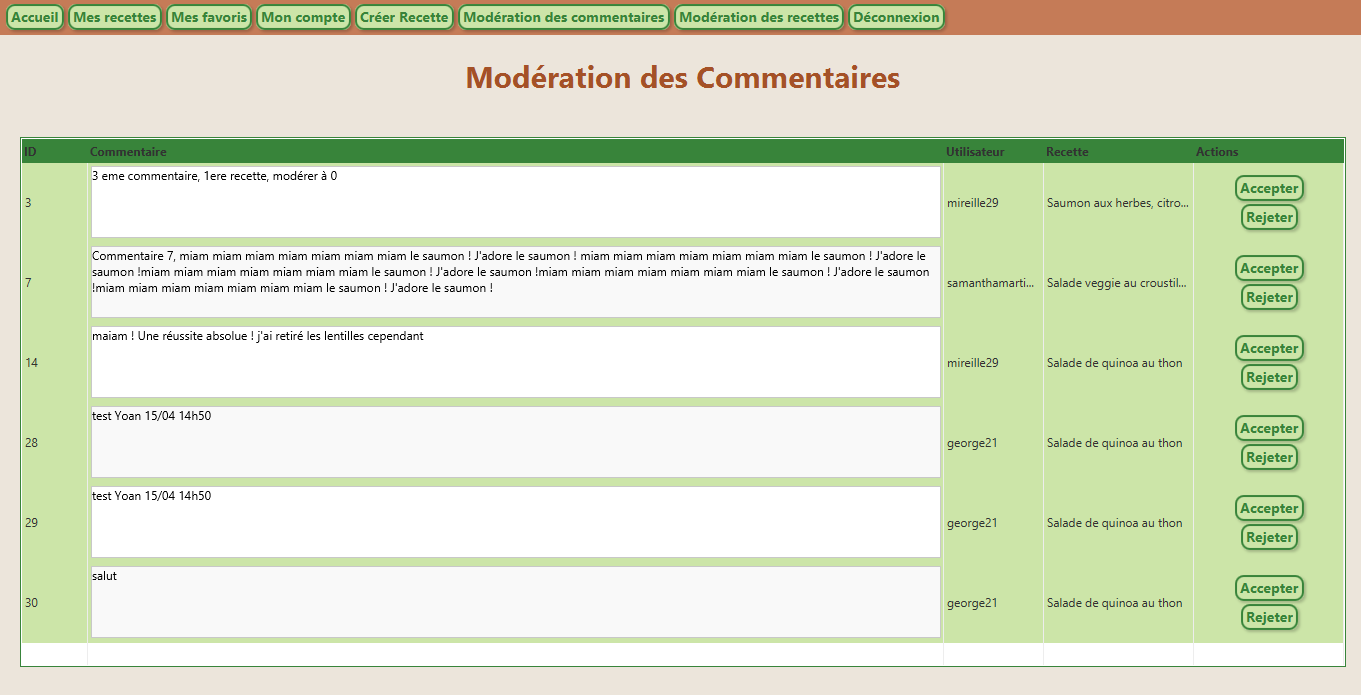 Accueil Mes recettes Mes favoris Mon compte Créer Recette Modération des commentaires Modération des recettes Déconnexion
Modération des Commentaires
ID Commentaire Utilisateur Recette Actions
3 eme commentaire, 1ere recette, modérer à 0
3 mireille29 Saumon aux herbes, citro...
Accepter
Rejeter
Commentaire 7, miam miam miam miam miam miam miam le saumon ! J'adore le saumon ! miam miam miam miam miam miam miam le saumon ! J'adore le
saumon !miam miam miam miam miam miam miam le saumon ! J'adore le saumon !miam miam miam miam miam miam miam le saumon ! J'adore le saumon
!miam miam miam miam miam miam miam le saumon ! J'adore le saumon !
7 samanthamarti... Salade veggie au croustil...
Accepter
Rejeter
maiam ! Une réussite absolue ! j'ai retiré les lentilles cependant
14 mireille29 Salade de quinoa au thon
Accepter
Rejeter
test Yoan 15/04 14h50
28 george21 Salade de quinoa au thon
Accepter
Rejeter
test Yoan 15/04 14h50
29 george21 Salade de quinoa au thon
Accepter
Rejeter
salut
30 george21 Salade de quinoa au thon
Accepter
Rejeter